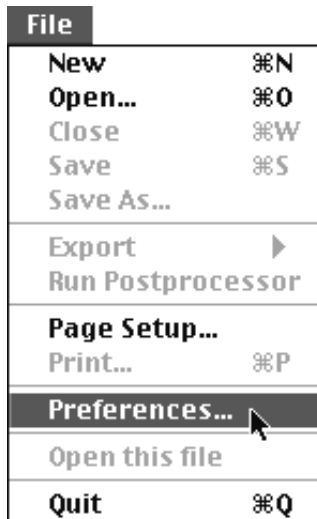 File
New ⌘N
Open... ⌘O
Close ⌘W
Save ⌘S
Save As...
Export
Run Postprocessor
Page Setup...
Print... ⌘P
Preferences...
Open this file
Quit ⌘Q